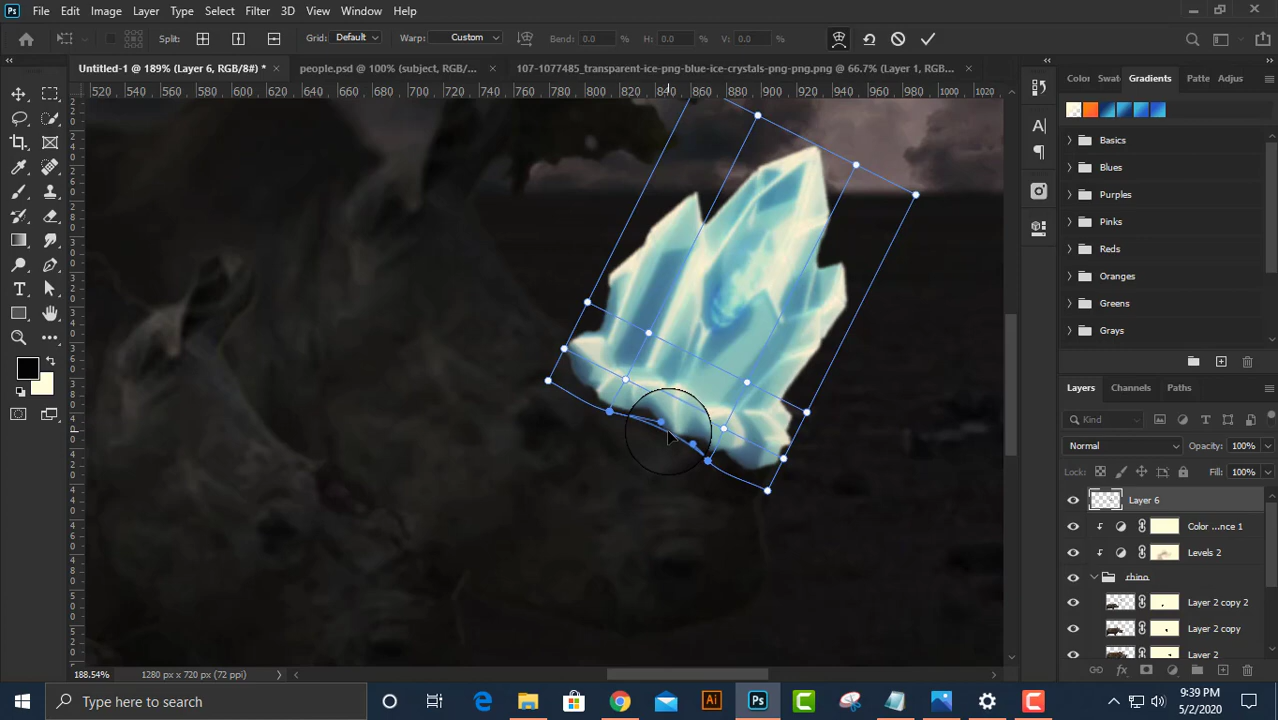 Ps File Edit Image Layer Type Select Filter 3D View Window Help
Split: Grid: Default Warp: Custom Bend: 0.0 % H: 0.0 % V: 0.0 %
Untitled-1 @ 189% (Layer 6, RGB/8#) * × people.psd @ 100% (subject, RGB/... × 107-1077485_transparent-ice-png-blue-ice-crystals-png-png.png @ 66.7% (Layer 1, RGB... ×
Color Swatc Gradients Patte Adjus
520 540 560 580 600 620 640 660 680 700 720 740 760 780 800 820 840 860 880 900 920 940 960 980 1000 1020
Basics
Blues
Purples
Pinks
Reds
Oranges
Greens
Grays
Layers Channels Paths
Kind
Normal Opacity: 100%
Lock: Fill: 100%
Layer 6
Color ...nce 1
Levels 2
rhino
Layer 2 copy 2
Layer 2 copy
Layer 2
188.54% 1280 px x 720 px (72 ppi)
Type here to search
9:39 PM
5/2/2020